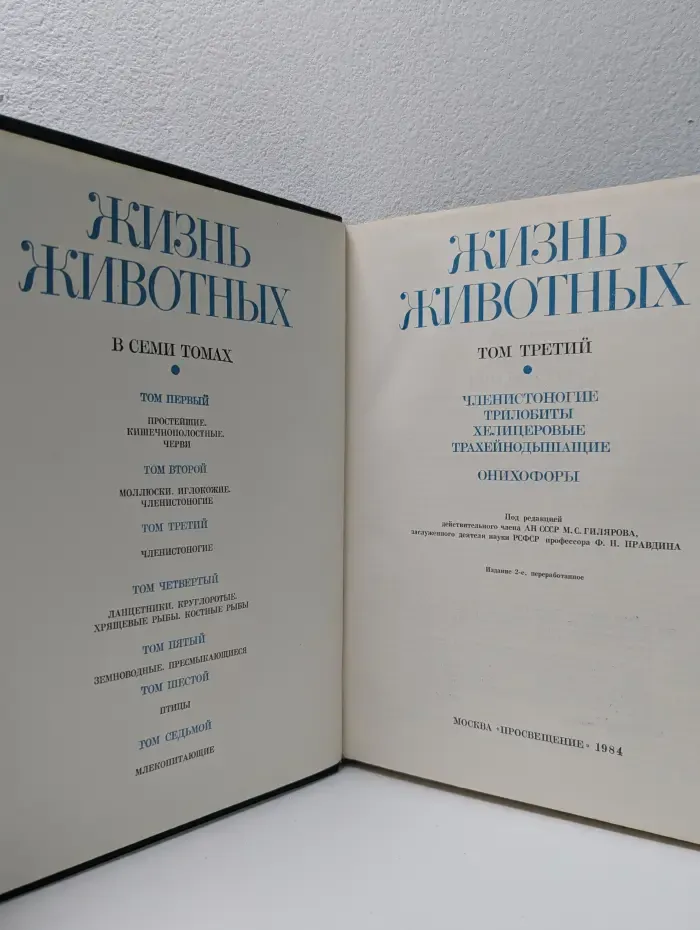 ЖИЗНЬ
ЖИВОТНЫХ
В СЕМИ ТОМАХ
ТОМ ПЕРВЫЙ
ПРОСТЕЙШИЕ.
КИШЕЧНОПОЛОСТНЫЕ.
ЧЕРВИ
ТОМ ВТОРОЙ
МОЛЛЮСКИ. ИГЛОКОЖИЕ.
ЧЛЕНИСТОНОГИЕ
ТОМ ТРЕТИЙ
ЧЛЕНИСТОНОГИЕ
ТОМ ЧЕТВЕРТЫЙ
ЛАНЦЕТНИКИ. КРУГЛОРОТЫЕ.
ХРЯЩЕВЫЕ РЫБЫ. КОСТНЫЕ РЫБЫ
ТОМ ПЯТЫЙ
ЗЕМНОВОДНЫЕ. ПРЕСМЫКАЮЩИЕСЯ
ТОМ ШЕСТОЙ
ПТИЦЫ
ТОМ СЕДЬМОЙ
МЛЕКОПИТАЮЩИЕ
ЖИЗНЬ
ЖИВОТНЫХ
ТОМ ТРЕТИЙ
ЧЛЕНИСТОНОГИЕ
ТРИЛОБИТЫ
ХЕЛИЦЕРОВЫЕ
ТРАХЕЙНОДЫШАЩИЕ
ОНИХОФОРЫ
Под редакцией
действительного члена АН СССР М. С. ГИЛЯРОВА,
заслуженного деятеля науки РСФСР профессора Ф. Н. ПРАВДИНА
Издание 2-е, переработанное
МОСКВА «ПРОСВЕЩЕНИЕ» 1984